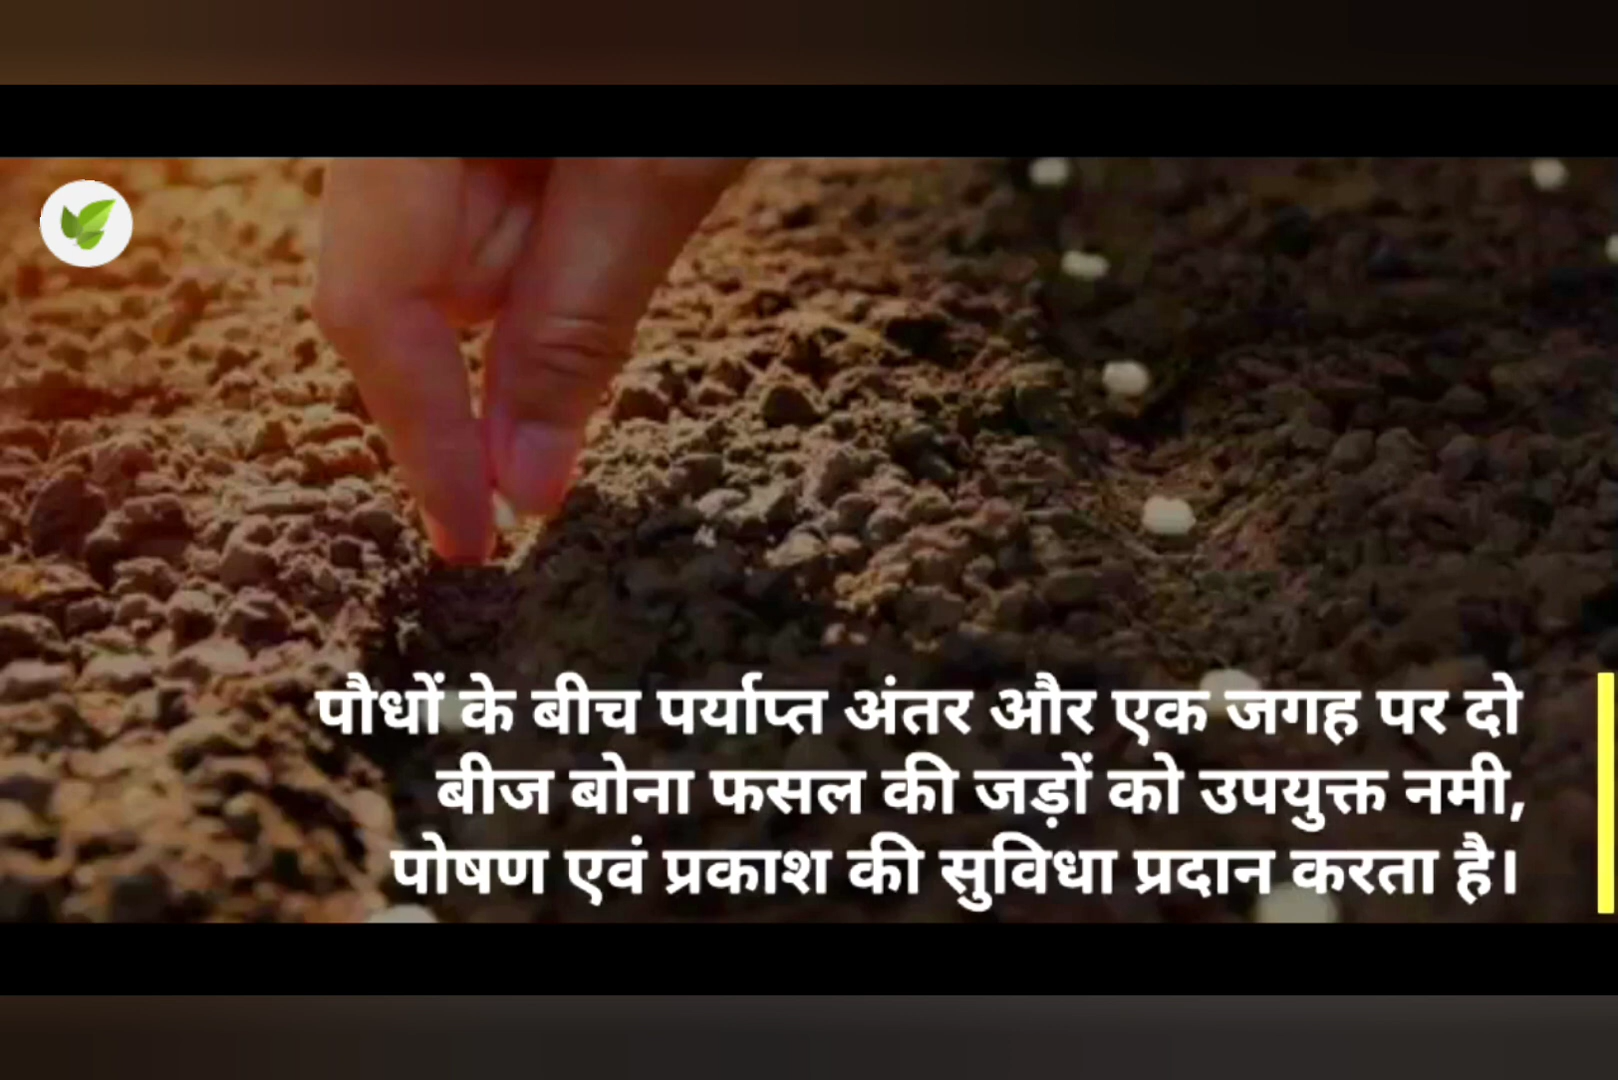 पौधों के बीच पर्याप्त अंतर और एक जगह पर दो
बीज बोना फसल की जड़ों को उपयुक्त नमी,
पोषण एवं प्रकाश की सुविधा प्रदान करता है।